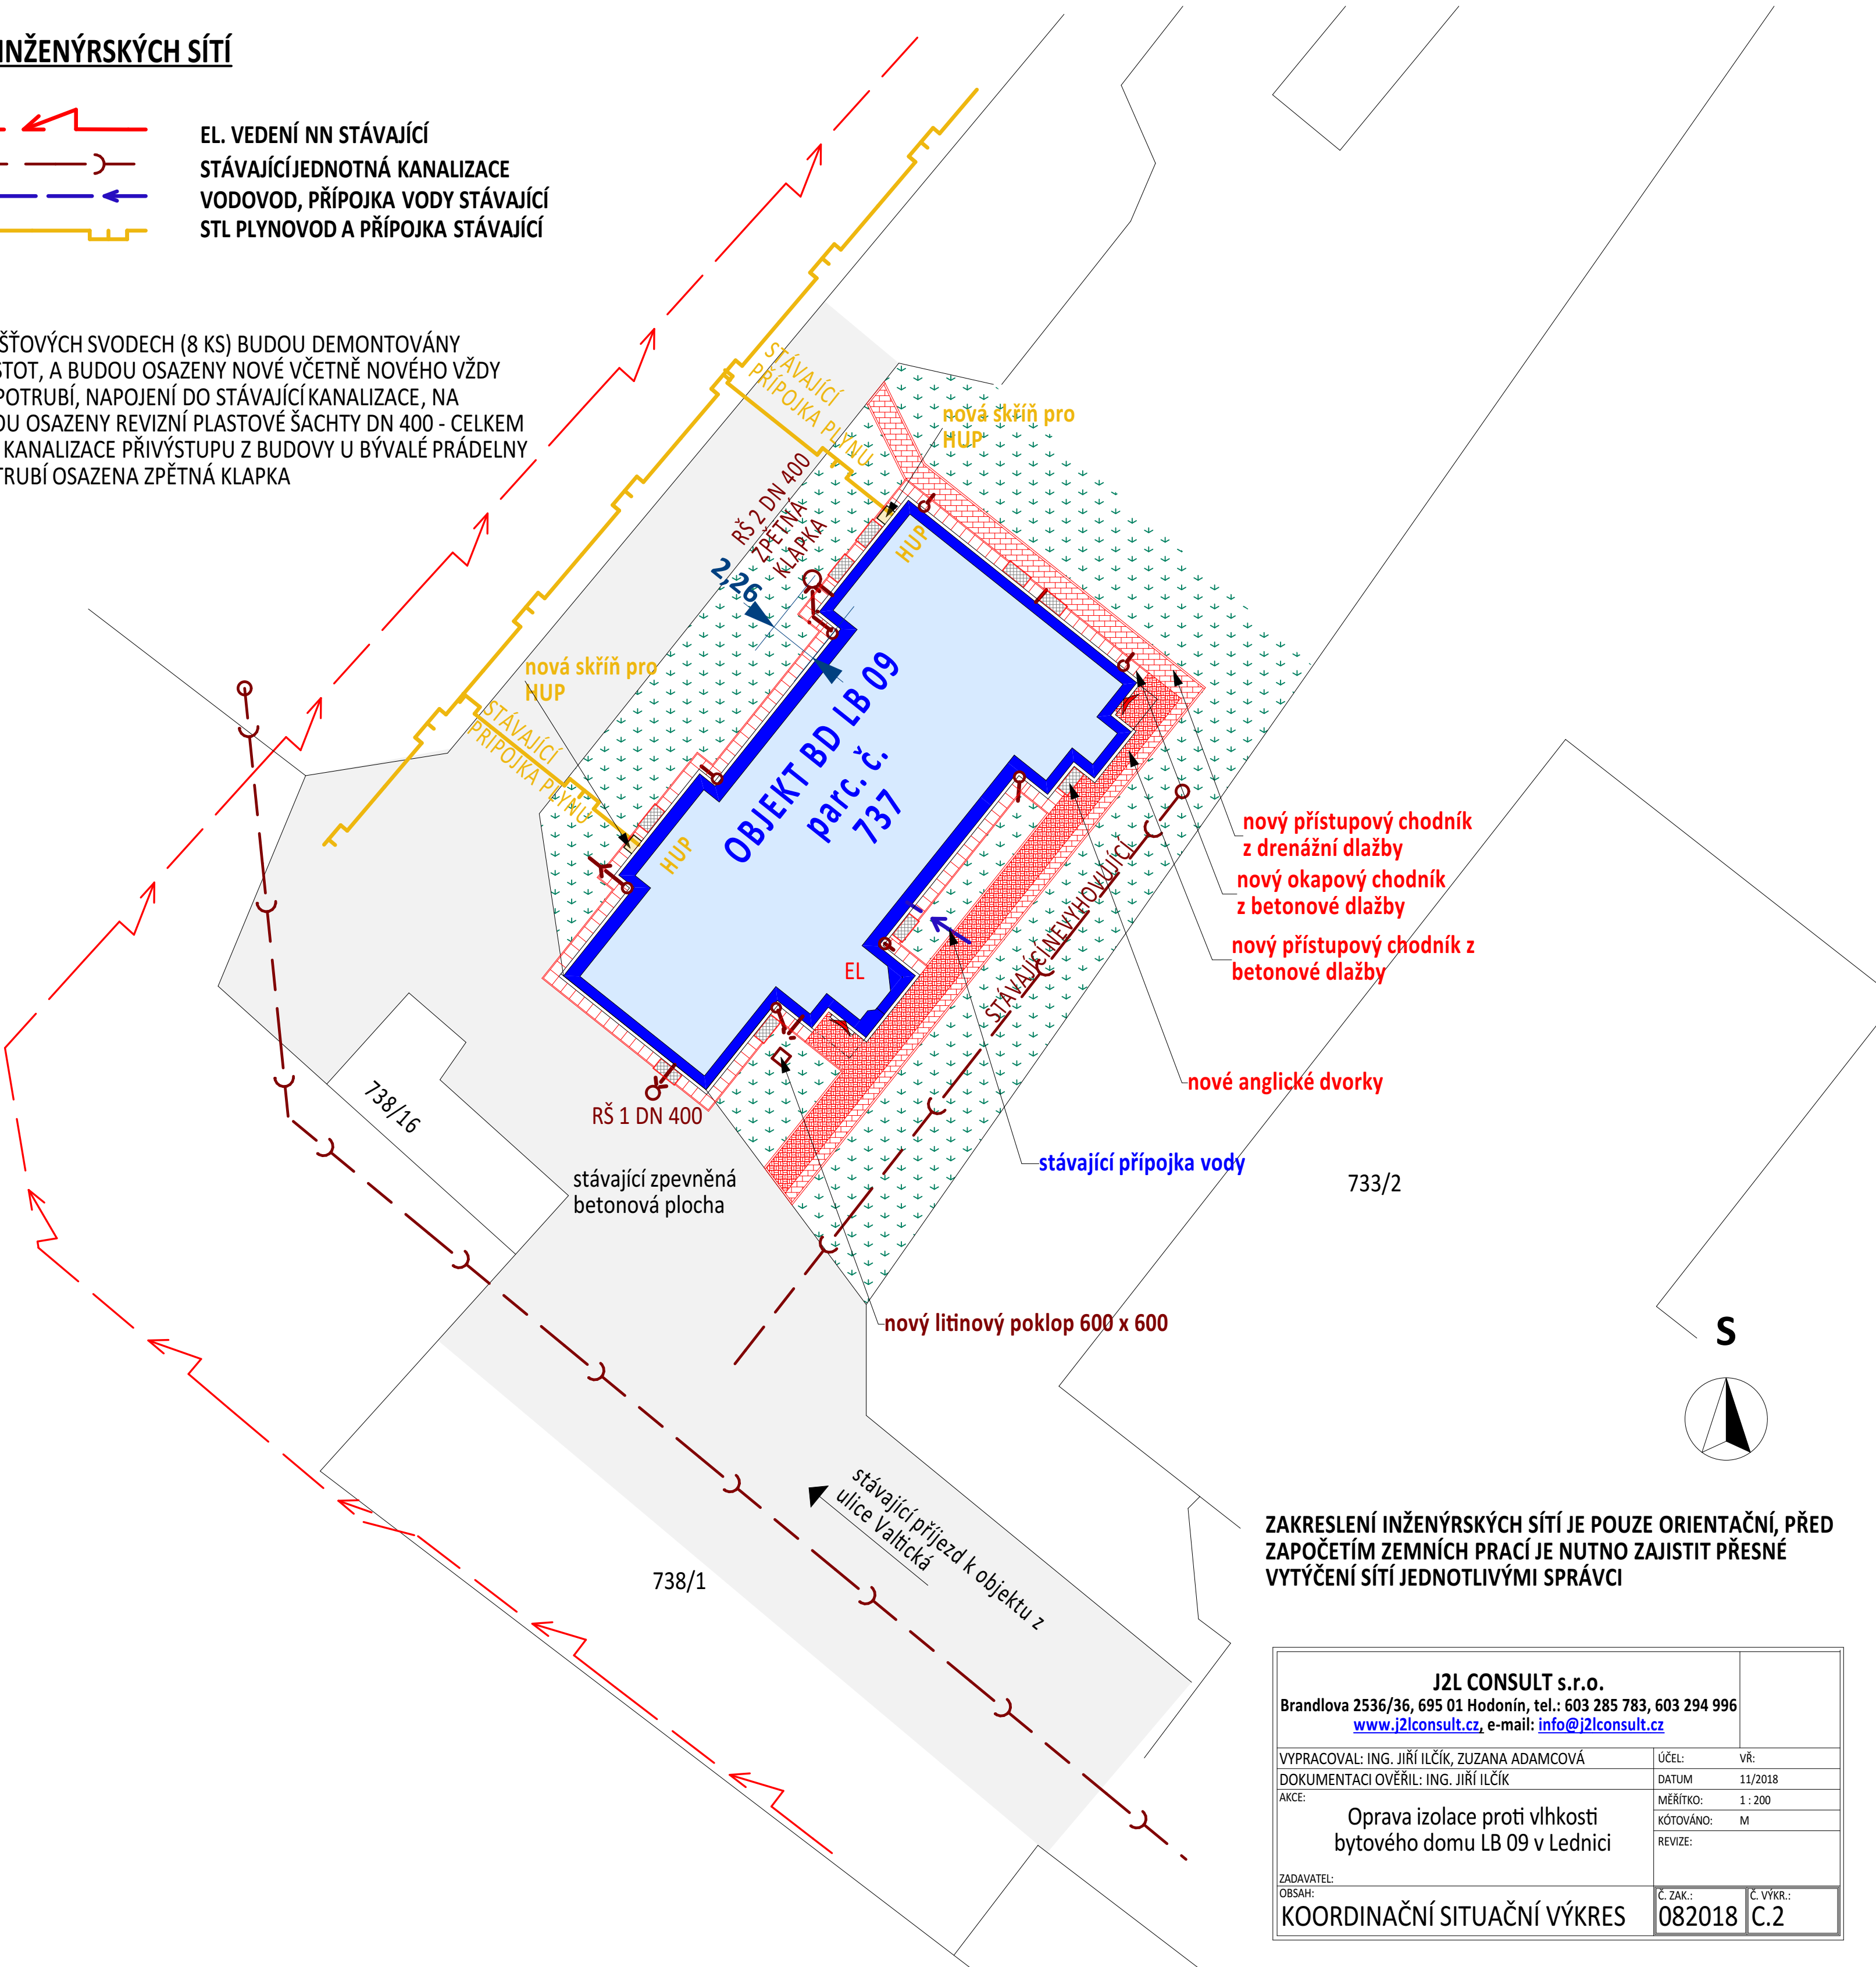 INŽENÝRSKÝCH SÍTÍ
EL. VEDENÍ NN STÁVAJÍCÍ
STÁVAJÍCÍ JEDNOTNÁ KANALIZACE
VODOVOD, PŘÍPOJKA VODY STÁVAJÍCÍ
STL PLYNOVOD A PŘÍPOJKA STÁVAJÍCÍ
ŠŤOVÝCH SVODECH (8 KS) BUDOU DEMONTOVÁNY
STOT, A BUDOU OSAZENY NOVÉ VČETNĚ NOVÉHO VŽDY
POTRUBÍ, NAPOJENÍ DO STÁVAJÍCÍ KANALIZACE, NA
OU OSAZENY REVIZNÍ PLASTOVÉ ŠACHTY DN 400 - CELKEM
KANALIZACE PŘIVÝSTUPU Z BUDOVY U BÝVALÉ PRÁDELNY
TRUBÍ OSAZENA ZPĚTNÁ KLAPKA
STÁVAJÍCÍ
PŘÍPOJKA PLYNU
nová skříň pro
HUP
RŠ 2 DN 400
ZPĚTNÁ
KLAPKA
HUP
2,26
nová skříň pro
HUP
STÁVAJÍCÍ
PŘÍPOJKA PLYNU
HUP
OBJEKT BD LB 09
parc. č.
737
nový přístupový chodník
z drenážní dlažby
nový okapový chodník
z betonové dlažby
nový přístupový chodník z
betonové dlažby
STÁVAJÍCÍ NEVYHOVUJÍCÍ
EL
nové anglické dvorky
738/16
RŠ 1 DN 400
stávající zpevněná
betonová plocha
stávající přípojka vody
733/2
nový litinový poklop 600 x 600
S
stávající příjezd k objektu z
ulice Valtická
738/1
ZAKRESLENÍ INŽENÝRSKÝCH SÍTÍ JE POUZE ORIENTAČNÍ, PŘED
ZAPOČETÍM ZEMNÍCH PRACÍ JE NUTNO ZAJISTIT PŘESNÉ
VYTÝČENÍ SÍTÍ JEDNOTLIVÝMI SPRÁVCI
J2L CONSULT s.r.o.
Brandlova 2536/36, 695 01 Hodonín, tel.: 603 285 783, 603 294 996
www.j2lconsult.cz, e-mail: info@j2lconsult.cz
VYPRACOVAL: ING. JIŘÍ ILČÍK, ZUZANA ADAMCOVÁ
ÚČEL: VŘ:
DOKUMENTACI OVĚŘIL: ING. JIŘÍ ILČÍK
DATUM 11/2018
AKCE:
MĚŘÍTKO: 1 : 200
Oprava izolace proti vlhkosti
KÓTOVÁNO: M
bytového domu LB 09 v Lednici
REVIZE:
ZADAVATEL:
OBSAH:
KOORDINAČNÍ SITUAČNÍ VÝKRES
Č. ZAK.:
082018
Č. VÝKR.:
C.2